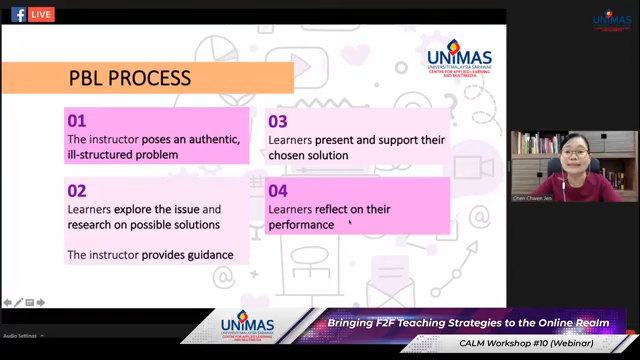 LIVE
UNIMAS
UNIVERSITI MALAYSIA SARAWAK
CENTRE FOR APPLIED LEARNING
AND MULTIMEDIA
UNIMAS
PBL PROCESS
01
The instructor poses an authentic,
ill-structured problem
03
Learners present and support their
chosen solution
02
Learners explore the issue and
research on possible solutions
The instructor provides guidance
04
Learners reflect on their
performance
Chen Chwen Jen
Audio Settings
UNIMAS
Bringing F2F Teaching Strategies to the Online Realm
CALM Workshop #10 (Webinar)